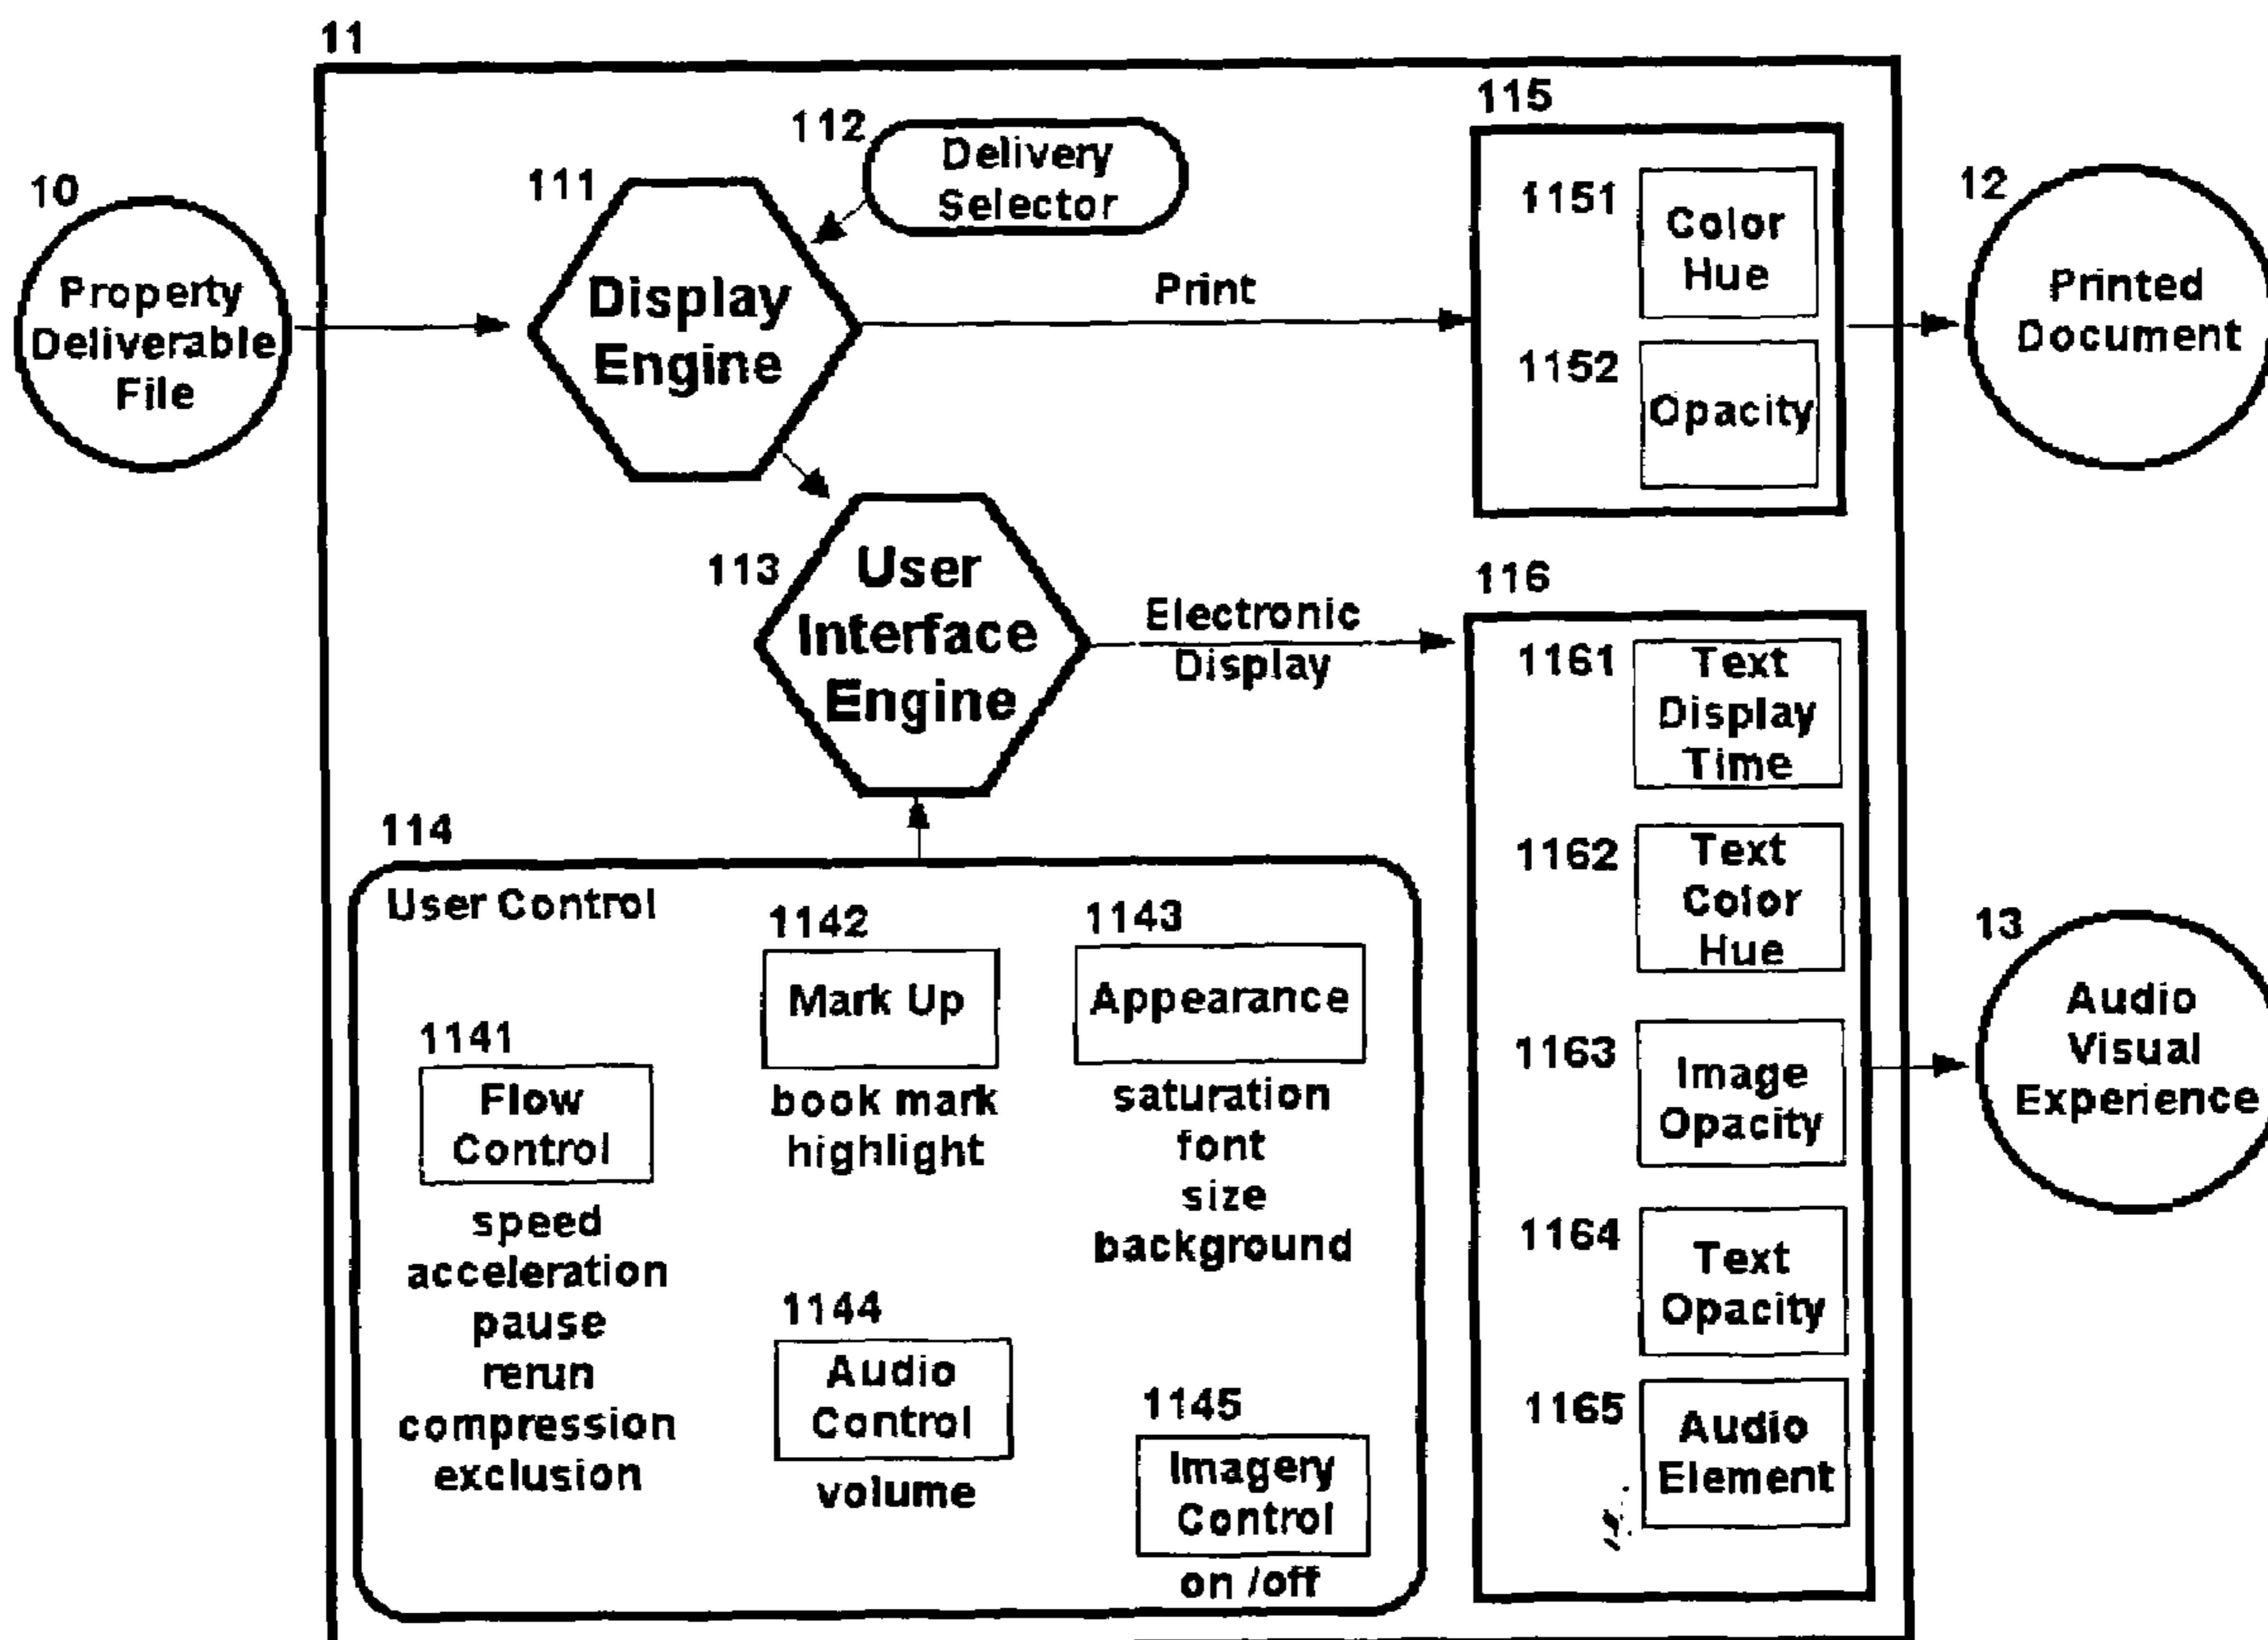 11
10
Property
Deliverable
File
111
Display
Engine
112
Delivery
Selector
Print
115
1151
Color
Hue
1152
Opacity
12
Printed
Document
113
User
Interface
Engine
Electronic
Display
116
1161
Text
Display
Time
1162
Text
Color
Hue
1163
Image
Opacity
1164
Text
Opacity
1165
Audio
Element
13
Audio
Visual
Experience
114
User Control
1141
Flow
Control
speed
acceleration
pause
rerun
compression
exclusion
1142
Mark Up
book mark
highlight
1143
Appearance
saturation
font
size
background
1144
Audio
Control
volume
1145
Imagery
Control
on /off